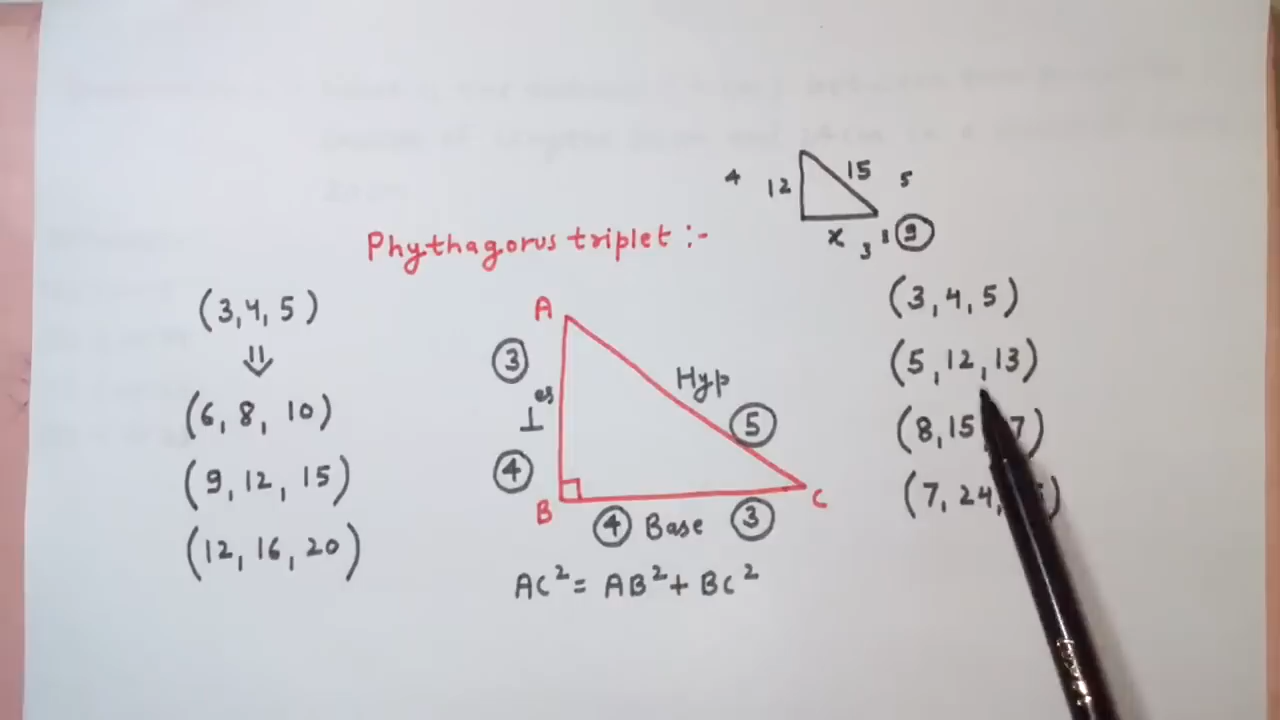 4 12 15 5
x 3 9
Phythagorus triplet :-
(3,4,5)
⇓
(6, 8, 10)
(9, 12, 15)
(12, 16, 20)
A
3
⊥er
4
B
Hyp
5
C
4 Base 3
AC²= AB²+ BC²
(3,4,5)
(5,12,13)
(8,15, 7)
(7, 24,